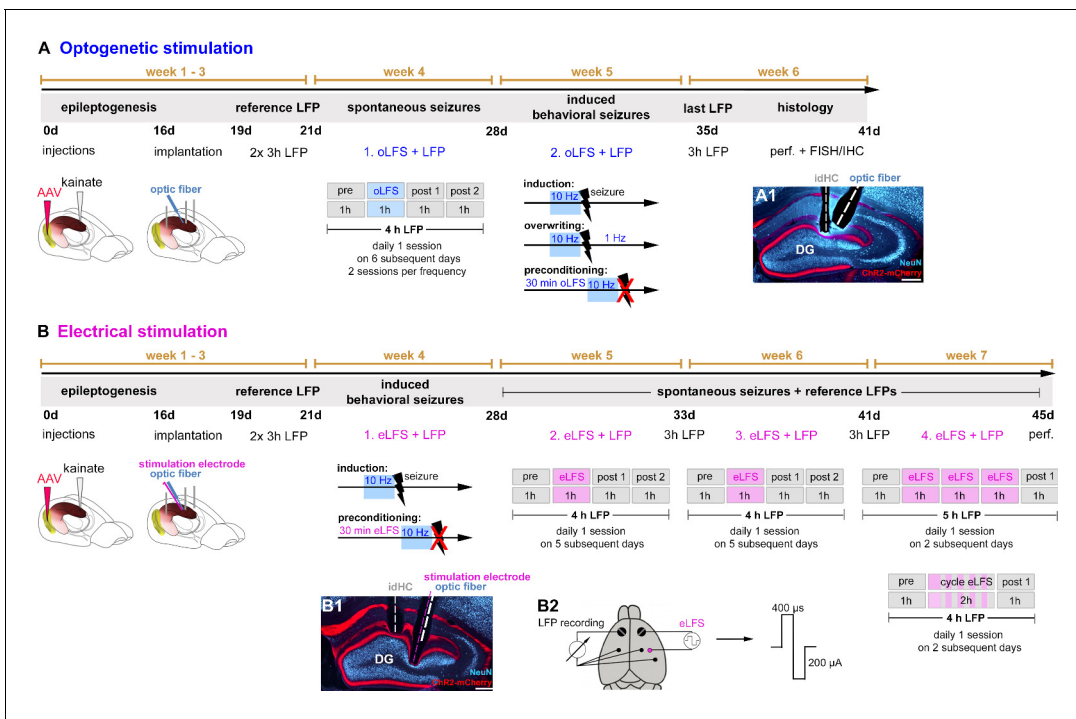 A Optogenetic stimulation
week 1 - 3
week 4
week 5
week 6
epileptogenesis
reference LFP
spontaneous seizures
induced
behavioral seizures
last LFP
histology
0d
16d
19d
21d
28d
35d
41d
injections
implantation
2x 3h LFP
1. oLFS + LFP
2. oLFS + LFP
3h LFP
perf. + FISH/IHC
AAV
kainate
optic fiber
pre
oLFS
post 1
post 2
1h
1h
1h
1h
4 h LFP
daily 1 session
on 6 subsequent days
2 sessions per frequency
induction:
10 Hz
seizure
overwriting:
10 Hz
1 Hz
preconditioning:
30 min oLFS
10 Hz
idHC
optic fiber
A1
DG
NeuN
ChR2-mCherry
B Electrical stimulation
week 1 - 3
week 4
week 5
week 6
week 7
epileptogenesis
reference LFP
induced
behavioral seizures
spontaneous seizures + reference LFPs
0d
16d
19d
21d
28d
33d
41d
45d
injections
implantation
2x 3h LFP
1. eLFS + LFP
2. eLFS + LFP
3h LFP
3. eLFS + LFP
3h LFP
4. eLFS + LFP
perf.
AAV
kainate
stimulation electrode
optic fiber
induction:
10 Hz
seizure
preconditioning:
30 min eLFS
10 Hz
pre
eLFS
post 1
post 2
1h
1h
1h
1h
4 h LFP
daily 1 session
on 5 subsequent days
pre
eLFS
post 1
post 2
1h
1h
1h
1h
4 h LFP
daily 1 session
on 5 subsequent days
pre
eLFS
eLFS
eLFS
post 1
1h
1h
1h
1h
1h
5 h LFP
daily 1 session
on 2 subsequent days
pre
cycle eLFS
post 1
1h
2h
1h
4 h LFP
daily 1 session
on 2 subsequent days
stimulation electrode
idHC
optic fiber
B1
DG
NeuN
ChR2-mCherry
B2
LFP recording
eLFS
400 µs
200 µA